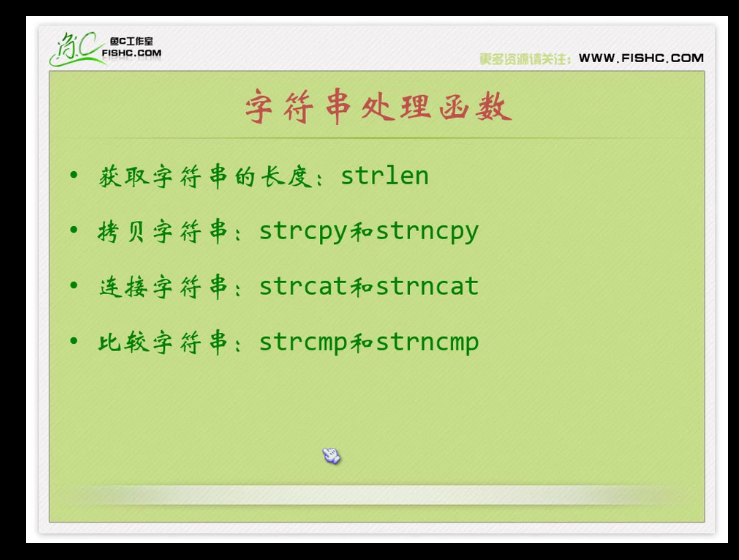 鱼C工作室
FISHC.COM
更多资源请关注：WWW.FISHC.COM
字符串处理函数
• 获取字符串的长度：strlen
• 拷贝字符串：strcpy和strncpy
• 连接字符串：strcat和strncat
• 比较字符串：strcmp和strncmp